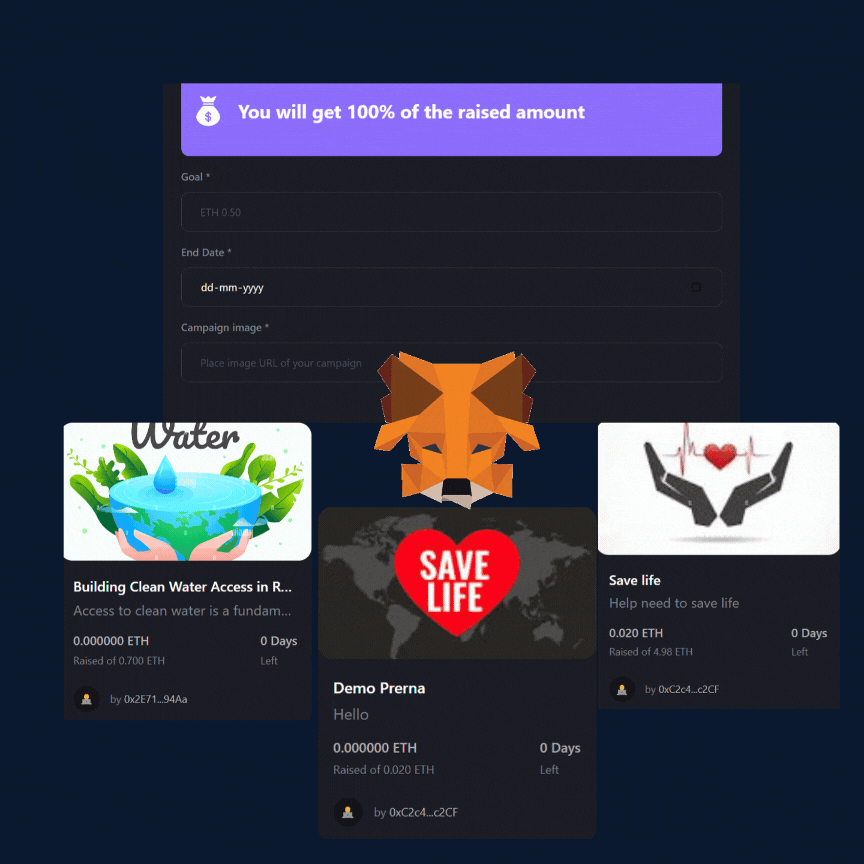 You will get 100% of the raised amount
Goal *
ETH 0.50
End Date *
dd-mm-yyyy
Campaign image *
Place image URL of your campaign
Water
Building Clean Water Access in R...
Access to clean water is a fundam...
0.000000 ETH 0 Days
Raised of 0.700 ETH Left
by 0x2E71...94Aa
SAVE
LIFE
Demo Prerna
Hello
0.000000 ETH 0 Days
Raised of 0.020 ETH Left
by 0xC2c4...c2CF
Save life
Help need to save life
0.020 ETH 0 Days
Raised of 4.98 ETH Left
by 0xC2c4...c2CF